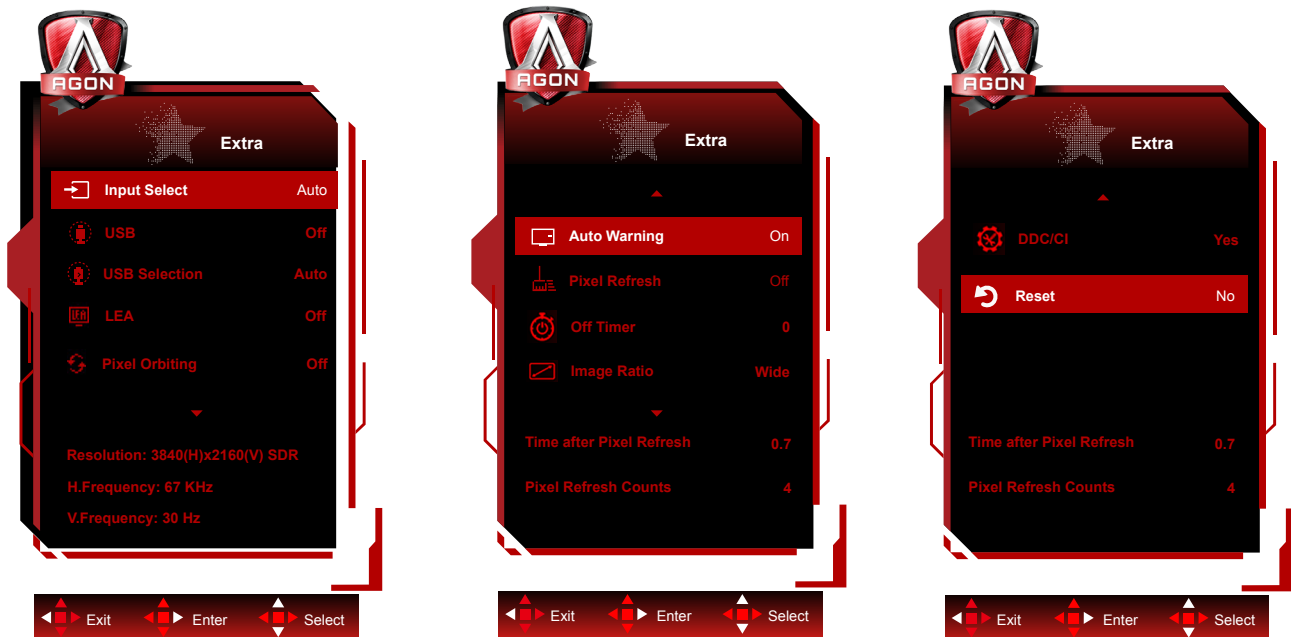 AGON
Extra
Input Select Auto
USB Off
USB Selection Auto
LEA Off
Pixel Orbiting Off
Resolution: 3840(H)x2160(V) SDR
H.Frequency: 67 KHz
V.Frequency: 30 Hz
Exit Enter Select
AGON
Extra
Auto Warning On
Pixel Refresh Off
Off Timer 0
Image Ratio Wide
Time after Pixel Refresh 0.7
Pixel Refresh Counts 4
Exit Enter Select
AGON
Extra
DDC/CI Yes
Reset No
Time after Pixel Refresh 0.7
Pixel Refresh Counts 4
Exit Enter Select